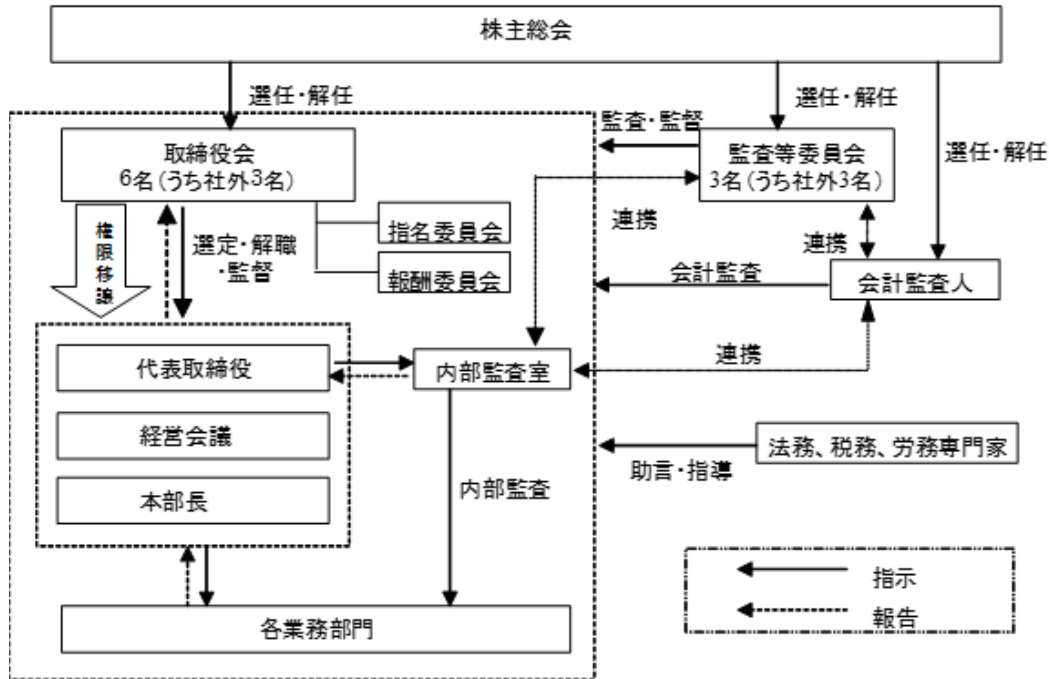 株主総会
選任・解任
選任・解任
選任・解任
監査・監督
取締役会
6名(うち社外3名)
監査等委員会
3名(うち社外3名)
権限移譲
選定・解職
・監督
指名委員会
報酬委員会
連携
連携
会計監査
会計監査人
代表取締役
内部監査室
連携
経営会議
本部長
内部監査
法務、税務、労務専門家
助言・指導
各業務部門
指示
報告